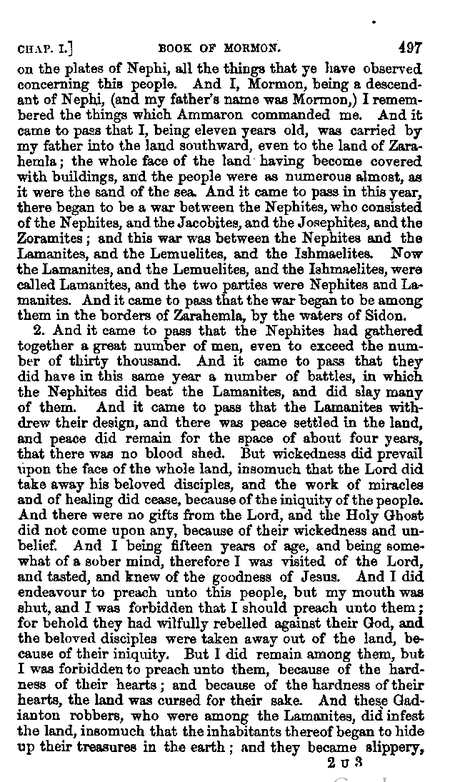 CHAP. I.] BOOK OF MORMON. 497
on the plates of Nephi, all the things that ye have observed
concerning this people. And I, Mormon, being a descend-
ant of Nephi, (and my father's name was Mormon,) I remem-
bered the things which Ammaron commanded me. And it
came to pass that I, being eleven years old, was carried by
my father into the land southward, even to the land of Zara-
hemla; the whole face of the land having become covered
with buildings, and the people were as numerous almost, as
it were the sand of the sea. And it came to pass in this year,
there began to be a war between the Nephites, who consisted
of the Nephites, and the Jacobites, and the Josephites, and the
Zoramites; and this war was between the Nephites and the
Lamanites, and the Lemuelites, and the Ishmaelites. Now
the Lamanites, and the Lemuelites, and the Ishmaelites, were
called Lamanites, and the two parties were Nephites and La-
manites. And it came to pass that the war began to be among
them in the borders of Zarahemla, by the waters of Sidon.
2. And it came to pass that the Nephites had gathered
together a great number of men, even to exceed the num-
ber of thirty thousand. And it came to pass that they
did have in this same year a number of battles, in which
the Nephites did beat the Lamanites, and did slay many
of them. And it came to pass that the Lamanites with-
drew their design, and there was peace settled in the land,
and peace did remain for the space of about four years,
that there was no blood shed. But wickedness did prevail
upon the face of the whole land, insomuch that the Lord did
take away his beloved disciples, and the work of miracles
and of healing did cease, because of the iniquity of the people.
And there were no gifts from the Lord, and the Holy Ghost
did not come upon any, because of their wickedness and un-
belief. And I being fifteen years of age, and being some-
what of a sober mind, therefore I was visited of the Lord,
and tasted, and knew of the goodness of Jesus. And I did
endeavour to preach unto this people, but my mouth was
shut, and I was forbidden that I should preach unto them;
for behold they had wilfully rebelled against their God, and
the beloved disciples were taken away out of the land, be-
cause of their iniquity. But I did remain among them, but
I was forbidden to preach unto them, because of the hard-
ness of their hearts; and because of the hardness of their
hearts, the land was cursed for their sake. And these Gad-
ianton robbers, who were among the Lamanites, did infest
the land, insomuch that the inhabitants thereof began to hide
up their treasures in the earth; and they became slippery,
2 U 3